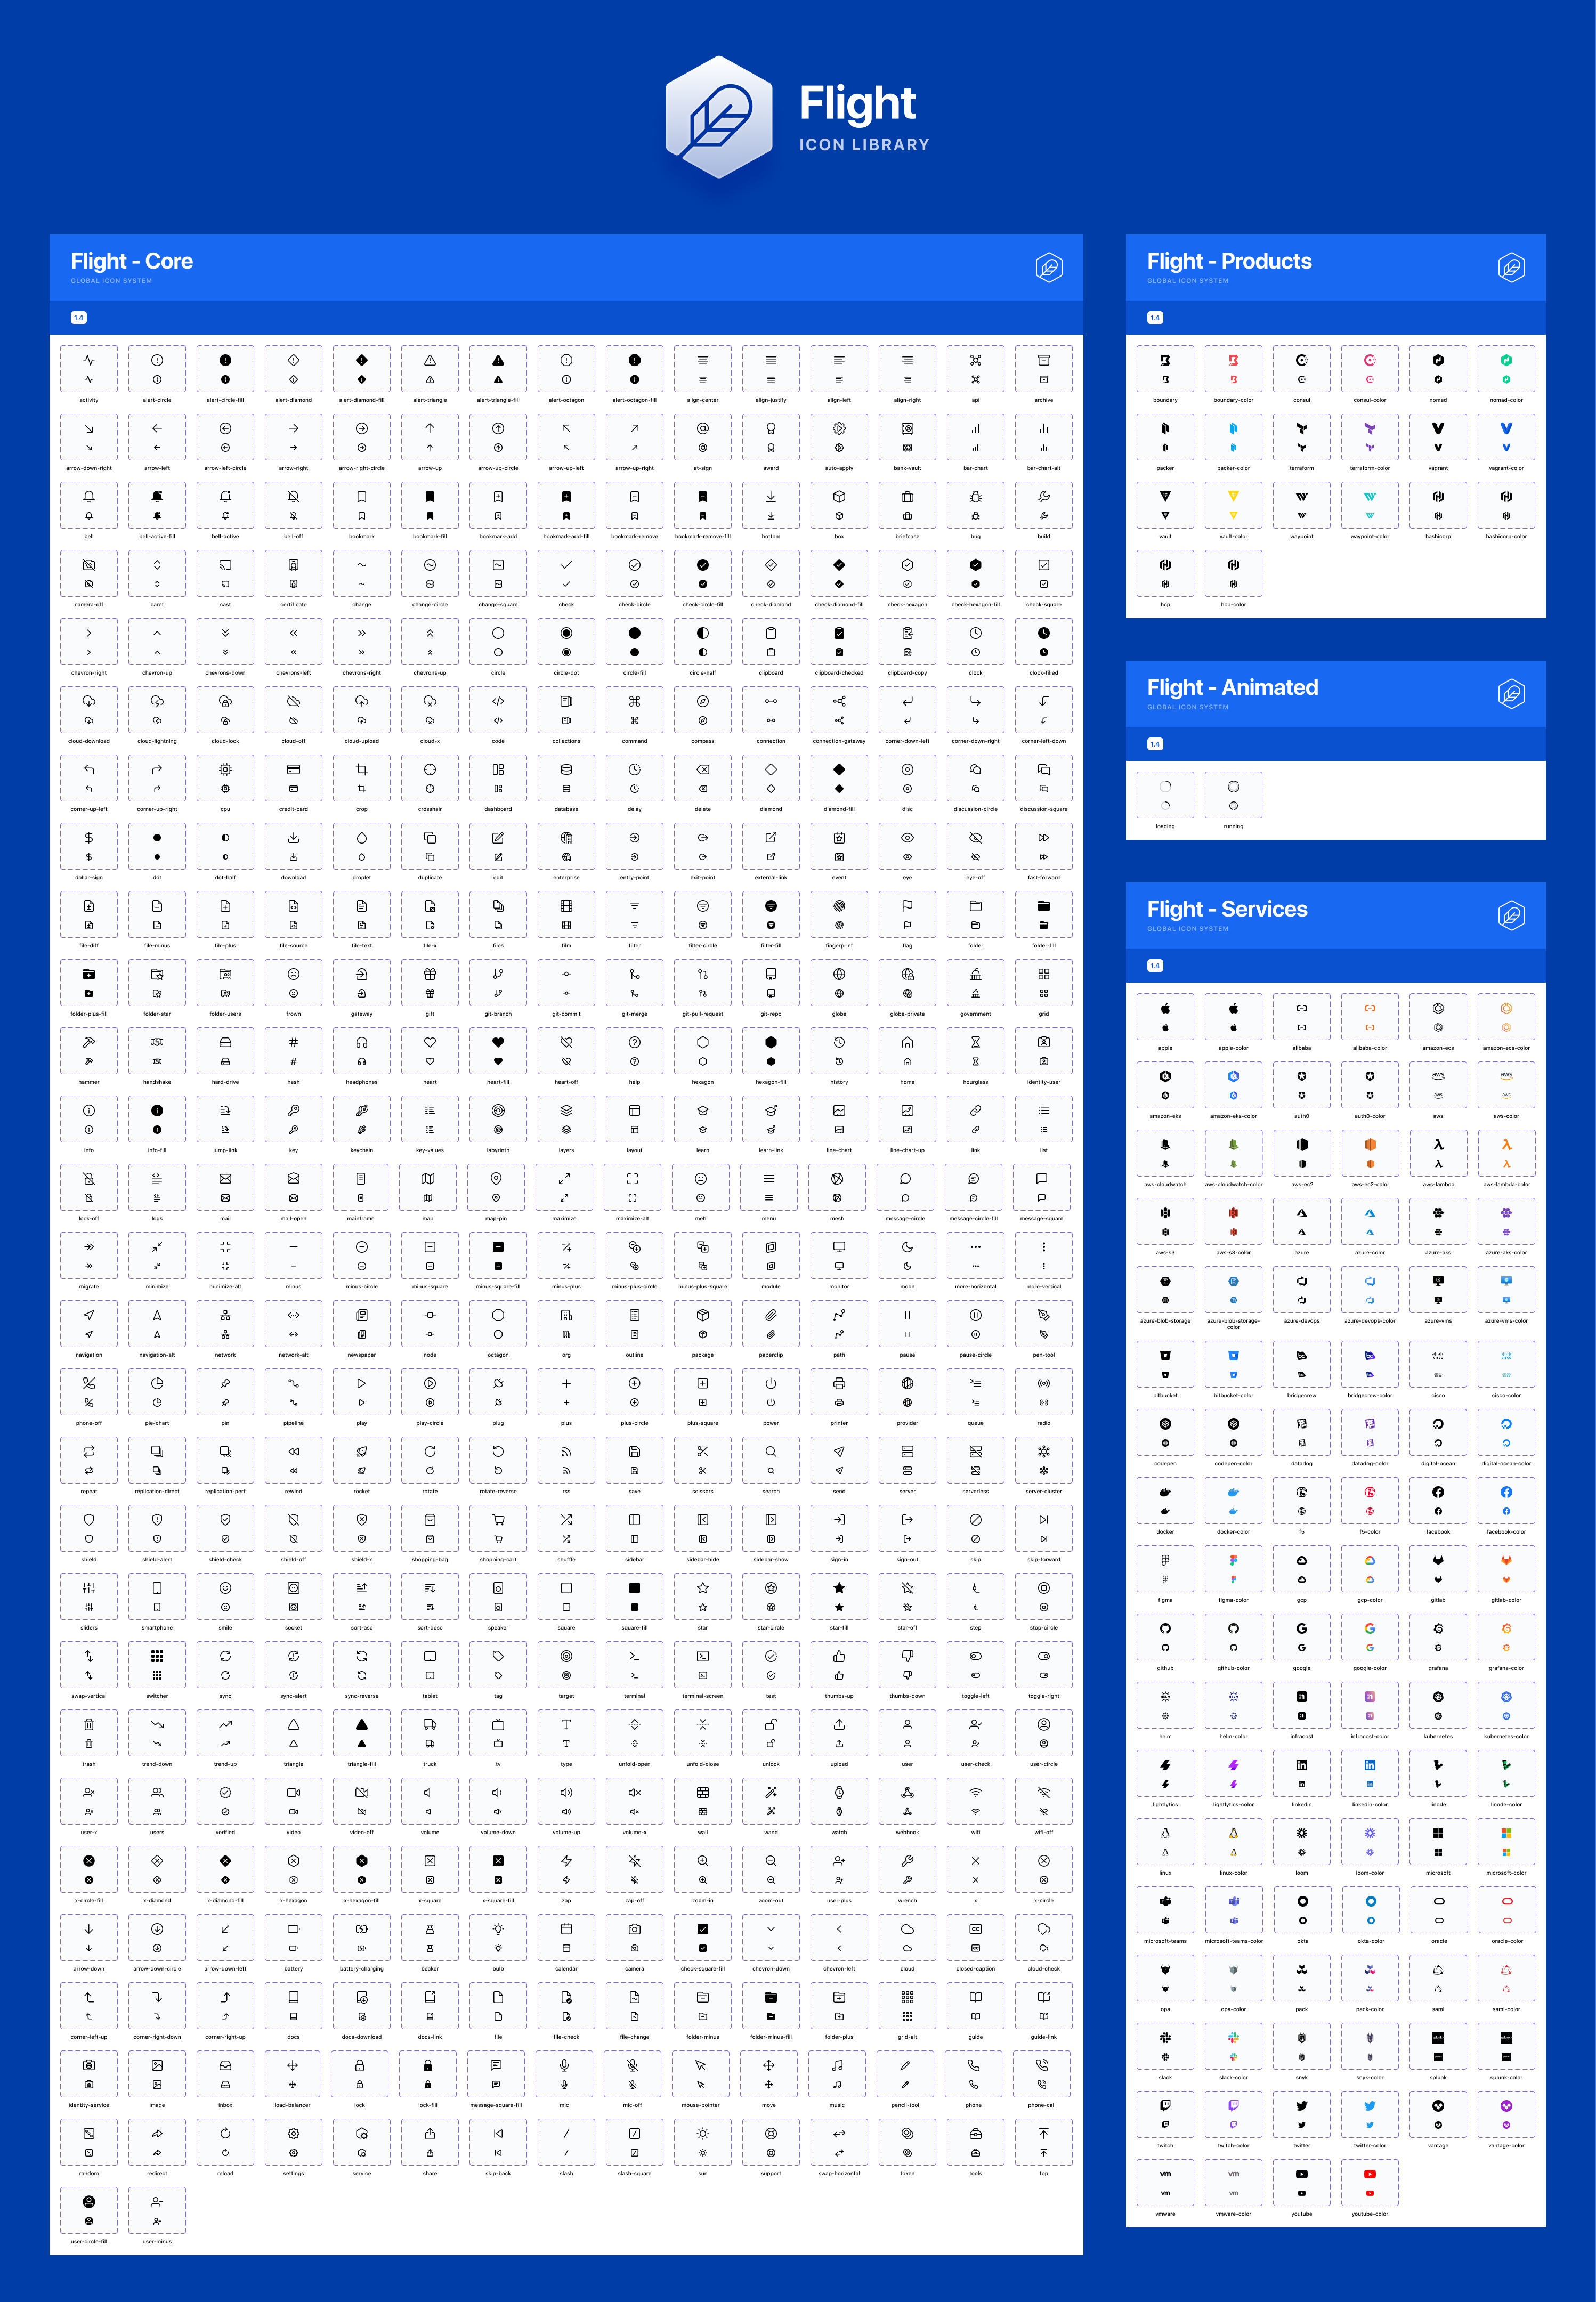 Flight
ICON LIBRARY
Flight - Core
GLOBAL ICON SYSTEM
1.4
activity alert-circle alert-circle-fill alert-diamond alert-diamond-fill alert-triangle alert-triangle-fill alert-octagon alert-octagon-fill align-center align-justify align-left align-right api archive
arrow-down-right arrow-left arrow-left-circle arrow-right arrow-right-circle arrow-up arrow-up-circle arrow-up-left arrow-up-right at-sign award auto-apply bank-vault bar-chart bar-chart-alt
bell bell-active-fill bell-active bell-off bookmark bookmark-fill bookmark-add bookmark-add-fill bookmark-remove bookmark-remove-fill bottom box briefcase bug build
camera-off caret cast certificate change change-circle change-square check check-circle check-circle-fill check-diamond check-diamond-fill check-hexagon check-hexagon-fill check-square
chevron-right chevron-up chevrons-down chevrons-left chevrons-right chevrons-up circle circle-dot circle-fill circle-half clipboard clipboard-checked clipboard-copy clock clock-filled
cloud-download cloud-lightning cloud-lock cloud-off cloud-upload cloud-x code collections command compass connection connection-gateway corner-down-left corner-down-right corner-left-down
corner-up-left corner-up-right cpu credit-card crop crosshair dashboard database delay delete diamond diamond-fill disc discussion-circle discussion-square
dollar-sign dot dot-half download droplet duplicate edit enterprise entry-point exit-point external-link event eye eye-off fast-forward
file-diff file-minus file-plus file-source file-text file-x files film filter filter-circle filter-fill fingerprint flag folder folder-fill
folder-plus-fill folder-star folder-users frown gateway gift git-branch git-commit git-merge git-pull-request git-repo globe globe-private government grid
hammer handshake hard-drive hash headphones heart heart-fill heart-off help hexagon hexagon-fill history home hourglass identity-user
info info-fill jump-link key keychain key-values labyrinth layers layout learn learn-link line-chart line-chart-up link list
lock-off logs mail mail-open mainframe map map-pin maximize maximize-alt meh menu mesh message-circle message-circle-fill message-square
migrate minimize minimize-alt minus minus-circle minus-square minus-square-fill minus-plus minus-plus-circle minus-plus-square module monitor moon more-horizontal more-vertical
navigation navigation-alt network network-alt newspaper node octagon org outline package paperclip path pause pause-circle pen-tool
phone-off pie-chart pin pipeline play play-circle plug plus plus-circle plus-square power printer provider queue radio
repeat replication-direct replication-perf rewind rocket rotate rotate-reverse rss save scissors search send server serverless server-cluster
shield shield-alert shield-check shield-off shield-x shopping-bag shopping-cart shuffle sidebar sidebar-hide sidebar-show sign-in sign-out skip skip-forward
sliders smartphone smile socket sort-asc sort-desc speaker square square-fill star star-circle star-fill star-off step stop-circle
swap-vertical switcher sync sync-alert sync-reverse tablet tag target terminal terminal-screen test thumbs-up thumbs-down toggle-left toggle-right
trash trend-down trend-up triangle triangle-fill truck tv type unfold-open unfold-close unlock upload user user-check user-circle
user-x users verified video video-off volume volume-down volume-up volume-x wall wand watch webhook wifi wifi-off
x-circle-fill x-diamond x-diamond-fill x-hexagon x-hexagon-fill x-square x-square-fill zap zap-off zoom-in zoom-out user-plus wrench x x-circle
arrow-down arrow-down-circle arrow-down-left battery battery-charging beaker bulb calendar camera check-square-fill chevron-down chevron-left cloud closed-caption cloud-check
corner-left-up corner-right-down corner-right-up docs docs-download docs-link file file-check file-change folder-minus folder-minus-fill folder-plus grid-alt guide guide-link
identity-service image inbox load-balancer lock lock-fill message-square-fill mic mic-off mouse-pointer move music pencil-tool phone phone-call
random redirect reload settings service share skip-back slash slash-square sun support swap-horizontal token tools top
user-circle-fill user-minus
Flight - Products
GLOBAL ICON SYSTEM
1.4
boundary boundary-color consul consul-color nomad nomad-color
packer packer-color terraform terraform-color vagrant vagrant-color
vault vault-color waypoint waypoint-color hashicorp hashicorp-color
hcp hcp-color
Flight - Animated
GLOBAL ICON SYSTEM
1.4
loading running
Flight - Services
GLOBAL ICON SYSTEM
1.4
apple apple-color alibaba alibaba-color amazon-ecs amazon-ecs-color
amazon-eks amazon-eks-color auth0 auth0-color aws aws-color
aws-cloudwatch aws-cloudwatch-color aws-ec2 aws-ec2-color aws-lambda aws-lambda-color
aws-s3 aws-s3-color azure azure-color azure-aks azure-aks-color
azure-blob-storage azure-blob-storage-color azure-devops azure-devops-color azure-vms azure-vms-color
bitbucket bitbucket-color bridgecrew bridgecrew-color cisco cisco-color
codepen codepen-color datadog datadog-color digital-ocean digital-ocean-color
docker docker-color f5 f5-color facebook facebook-color
figma figma-color gcp gcp-color gitlab gitlab-color
github github-color google google-color grafana grafana-color
helm helm-color infracost infracost-color kubernetes kubernetes-color
lightlytics lightlytics-color linkedin linkedin-color linode linode-color
linux linux-color loom loom-color microsoft microsoft-color
microsoft-teams microsoft-teams-color okta okta-color oracle oracle-color
opa opa-color pack pack-color saml saml-color
slack slack-color snyk snyk-color splunk splunk-color
twitch twitch-color twitter twitter-color vantage vantage-color
vmware vmware-color youtube youtube-color